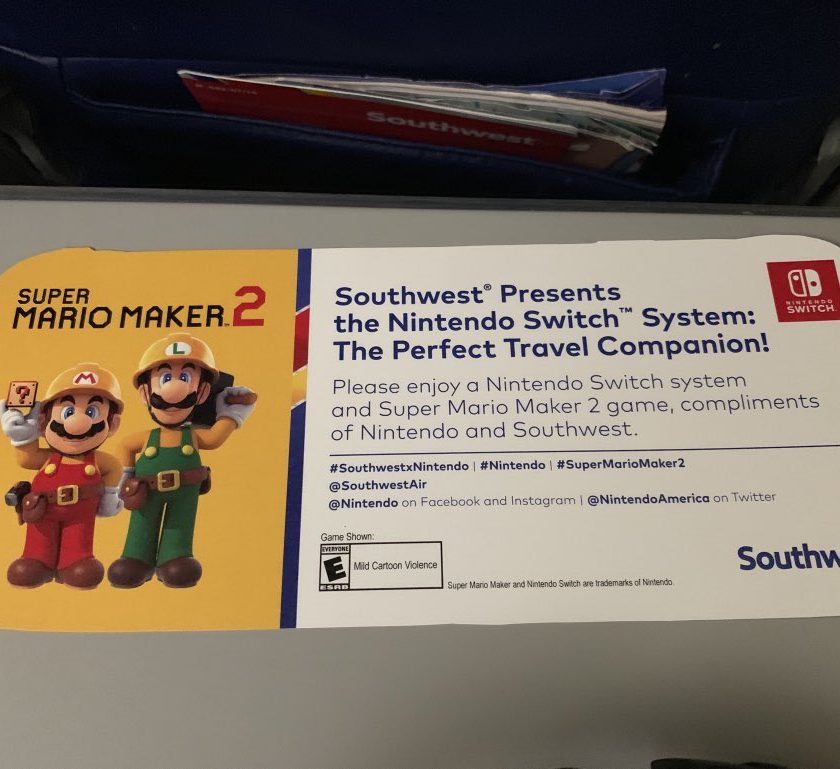 Southwest
SUPER
MARIO MAKER™ 2
L
M
?
Southwest® Presents
the Nintendo Switch™ System:
The Perfect Travel Companion!
NINTENDO
SWITCH
Please enjoy a Nintendo Switch system
and Super Mario Maker 2 game, compliments
of Nintendo and Southwest.
#SouthwestxNintendo | #Nintendo | #SuperMarioMaker2
@SouthwestAir
@Nintendo on Facebook and Instagram | @NintendoAmerica on Twitter
Game Shown:
EVERYONE
E
ESRB
Mild Cartoon Violence
Super Mario Maker and Nintendo Switch are trademarks of Nintendo.
Southw